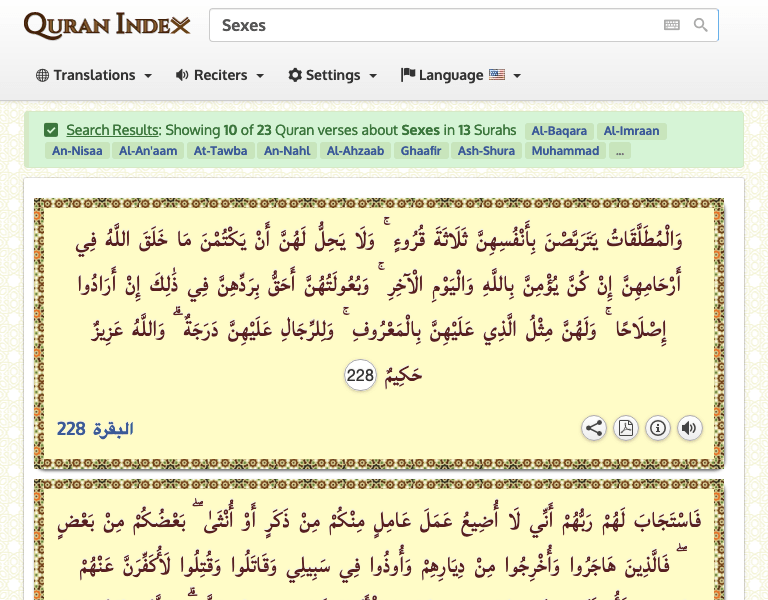 QURAN INDEX
Sexes
Translations
Reciters
Settings
Language
Search Results: Showing 10 of 23 Quran verses about Sexes in 13 Surahs Al-Baqara Al-Imraan
An-Nisaa Al-An'aam At-Tawba An-Nahl Al-Ahzaab Ghaafir Ash-Shura Muhammad ...
وَالْمُطَلَّقَاتُ يَتَرَبَّصْنَ بِأَنْفُسِهِنَّ ثَلَاثَةَ قُرُوءٍ ۚ وَلَا يَحِلُّ لَهُنَّ أَنْ يَكْتُمْنَ مَا خَلَقَ اللَّهُ فِي
أَرْحَامِهِنَّ إِنْ كُنَّ يُؤْمِنَّ بِاللَّهِ وَالْيَوْمِ الْآخِرِ ۚ وَبُعُولَتُهُنَّ أَحَقُّ بِرَدِّهِنَّ فِي ذَٰلِكَ إِنْ أَرَادُوا
إِصْلَاحًا ۚ وَلَهُنَّ مِثْلُ الَّذِي عَلَيْهِنَّ بِالْمَعْرُوفِ ۚ وَلِلرِّجَالِ عَلَيْهِنَّ دَرَجَةٌ ۗ وَاللَّهُ عَزِيزٌ
حَكِيمٌ 228
البقرة 228
فَاسْتَجَابَ لَهُمْ رَبُّهُمْ أَنِّي لَا أُضِيعُ عَمَلَ عَامِلٍ مِنْكُمْ مِنْ ذَكَرٍ أَوْ أُنْثَىٰ ۖ بَعْضُكُمْ مِنْ بَعْضٍ
ۖ فَالَّذِينَ هَاجَرُوا وَأُخْرِجُوا مِنْ دِيَارِهِمْ وَأُوذُوا فِي سَبِيلِي وَقَاتَلُوا وَقُتِلُوا لَأُكَفِّرَنَّ عَنْهُمْ